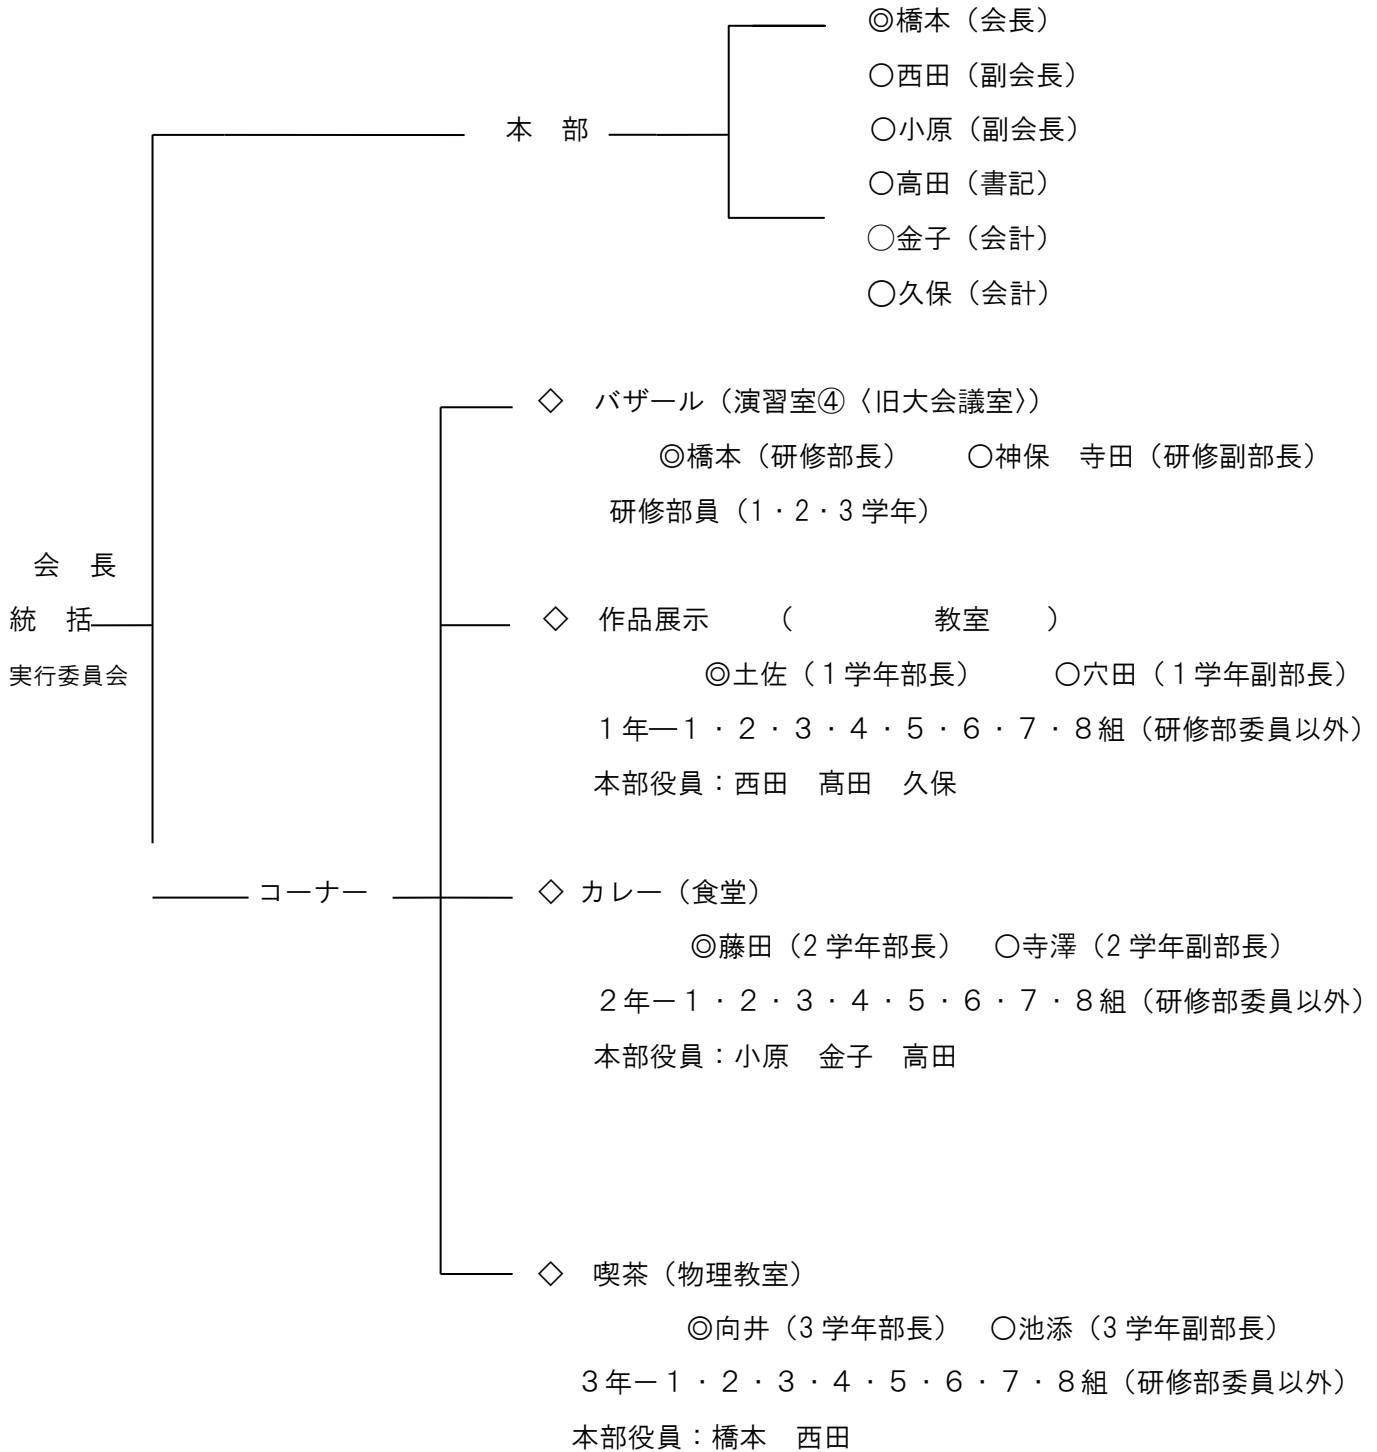 ◎橋本（会長）
〇西田（副会長）
本　部
〇小原（副会長）
〇高田（書記）
◯金子（会計）
◯久保（会計）
◇　バザール（演習室④〈旧大会議室〉）
◎橋本（研修部長）　　〇神保　寺田（研修副部長）
研修部員（1・2・3 学年）
会　長
統　括
実行委員会
◇　作品展示　　（　　　　　教室　　）
◎土佐（１学年部長）　　　〇穴田（１学年副部長）
１年―１・２・３・４・５・６・７・８組（研修部委員以外）
本部役員：西田　髙田　久保
コーナー
◇ カレー（食堂）
◎藤田（2 学年部長）　〇寺澤（2 学年副部長）
２年－１・２・３・４・５・６・７・８組（研修部委員以外）
本部役員：小原　金子　高田
◇　喫茶（物理教室）
◎向井（3 学年部長）　〇池添（3 学年副部長）
３年－１・２・３・４・５・６・７・８組（研修部委員以外）
本部役員：橋本　西田